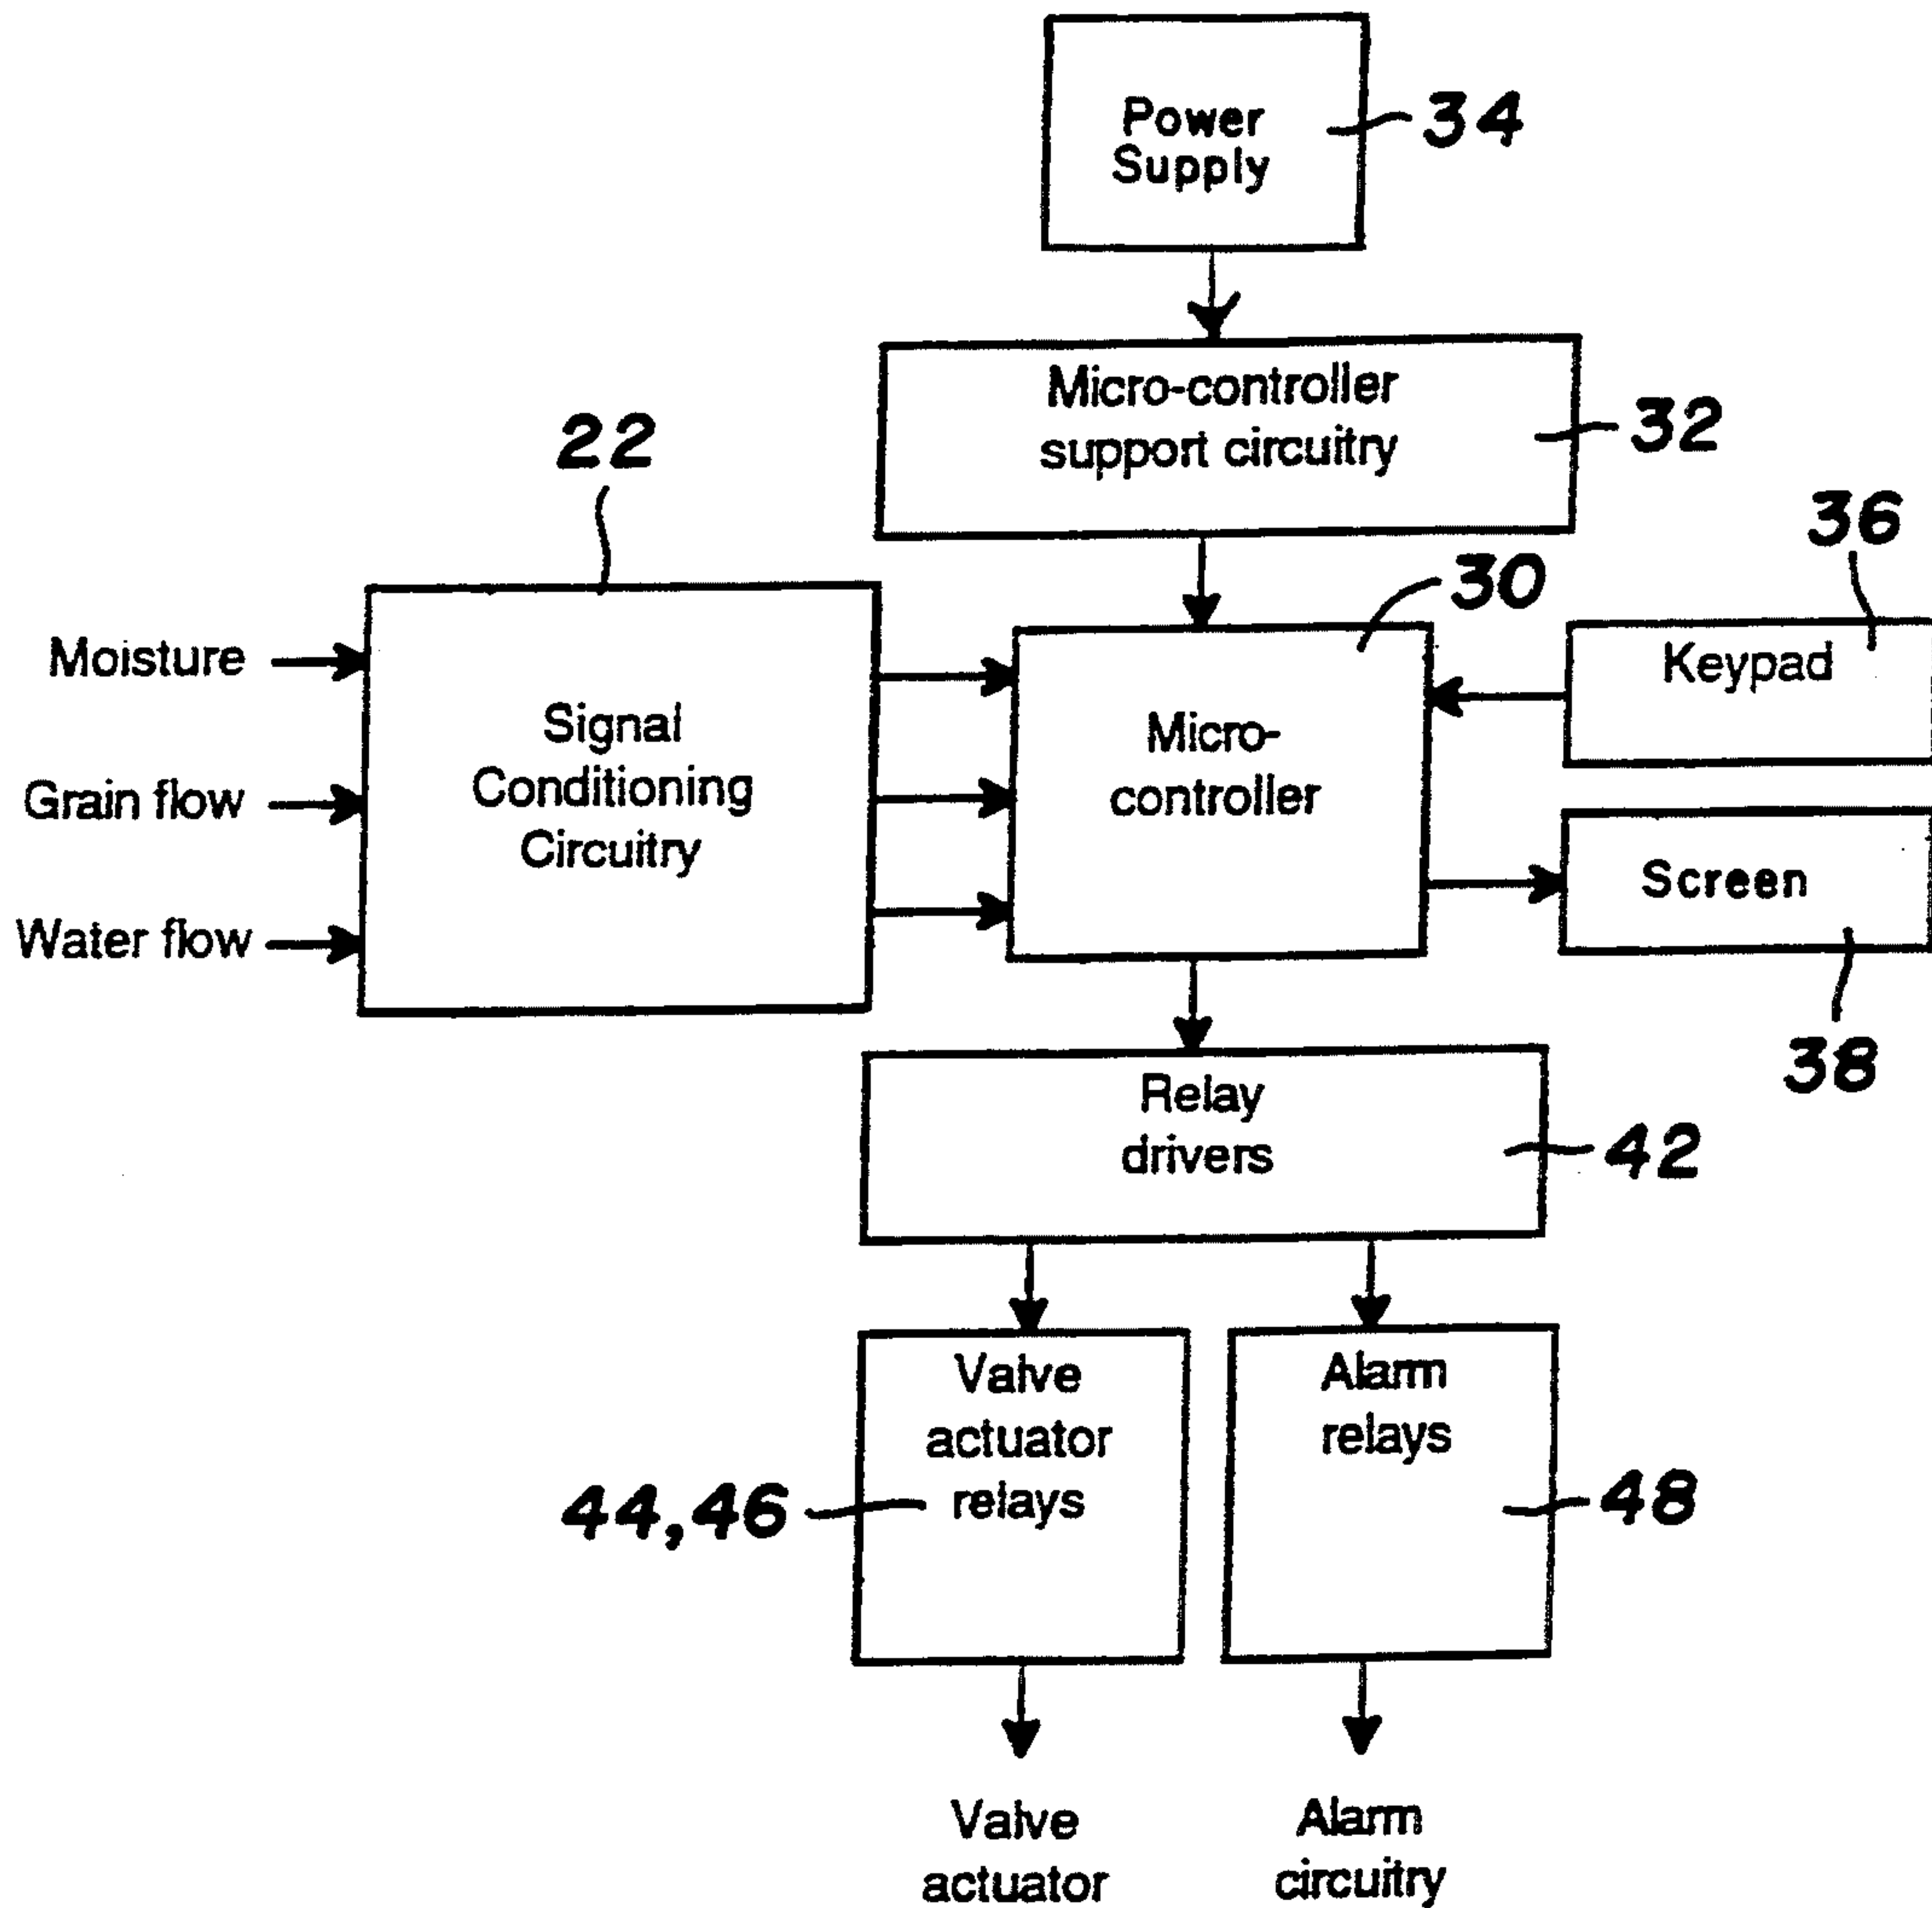 Power
Supply
34
Micro-controller
support circuitry
32
22
36
30
Moisture
Grain flow
Water flow
Signal
Conditioning
Circuitry
Micro-
controller
Keypad
Screen
38
Relay
drivers
42
Valve
actuator
relays
44,46
Alarm
relays
48
Valve
actuator
Alarm
circuitry